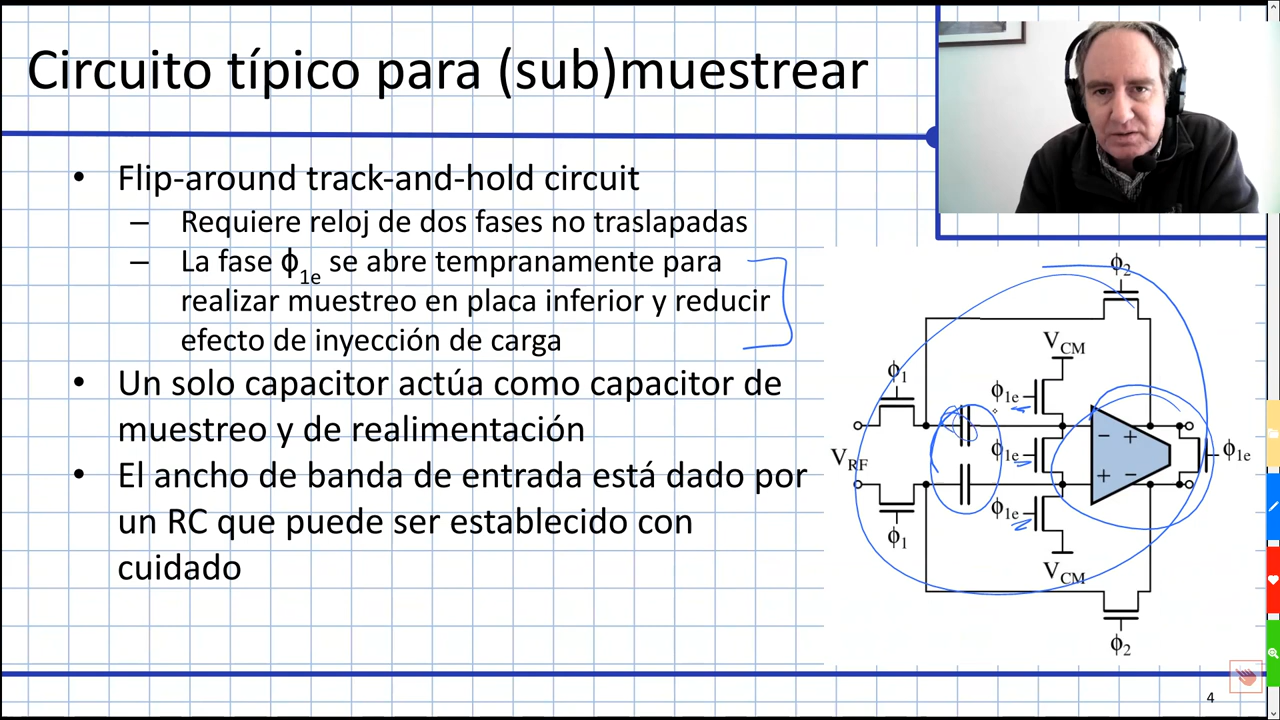 Circuito típico para (sub)muestrear
• Flip-around track-and-hold circuit
– Requiere reloj de dos fases no traslapadas
– La fase ϕ1e se abre tempranamente para
realizar muestreo en placa inferior y reducir
efecto de inyección de carga
• Un solo capacitor actúa como capacitor de
muestreo y de realimentación
• El ancho de banda de entrada está dado por
un RC que puede ser establecido con
cuidado
ϕ2
VCM
ϕ1
ϕ1e
− +
VRF
ϕ1e
ϕ1e
+ −
ϕ1e
ϕ1
VCM
ϕ2
4